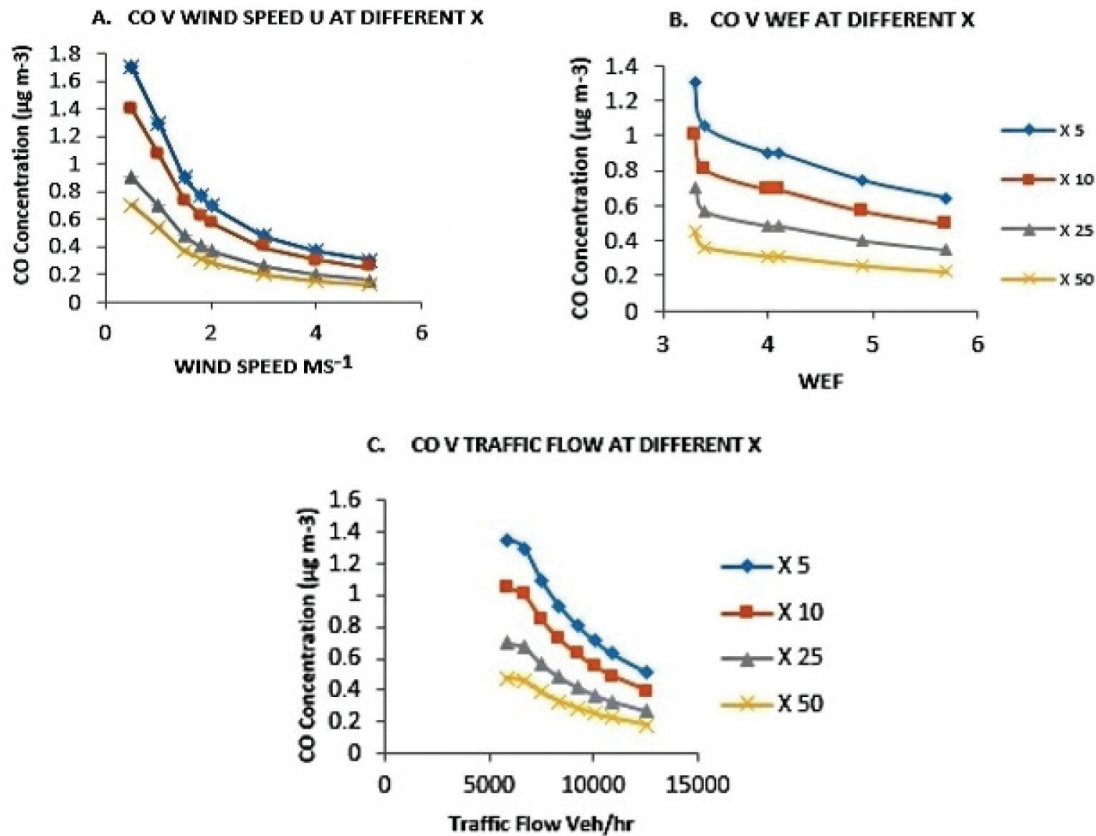 A. CO V WIND SPEED U AT DIFFERENT X
CO Concentration (µg m-3)
1.8
1.6
1.4
1.2
1
0.8
0.6
0.4
0.2
0
0 2 4 6
WIND SPEED MS⁻¹
B. CO V WEF AT DIFFERENT X
CO Concentration (µg m-3)
1.4
1.2
1
0.8
0.6
0.4
0.2
0
3 4 5 6
WEF
X 5
X 10
X 25
X 50
C. CO V TRAFFIC FLOW AT DIFFERENT X
CO Concentration (µg m-3)
1.6
1.4
1.2
1
0.8
0.6
0.4
0.2
0
0 5000 10000 15000
Traffic Flow Veh/hr
X 5
X 10
X 25
X 50